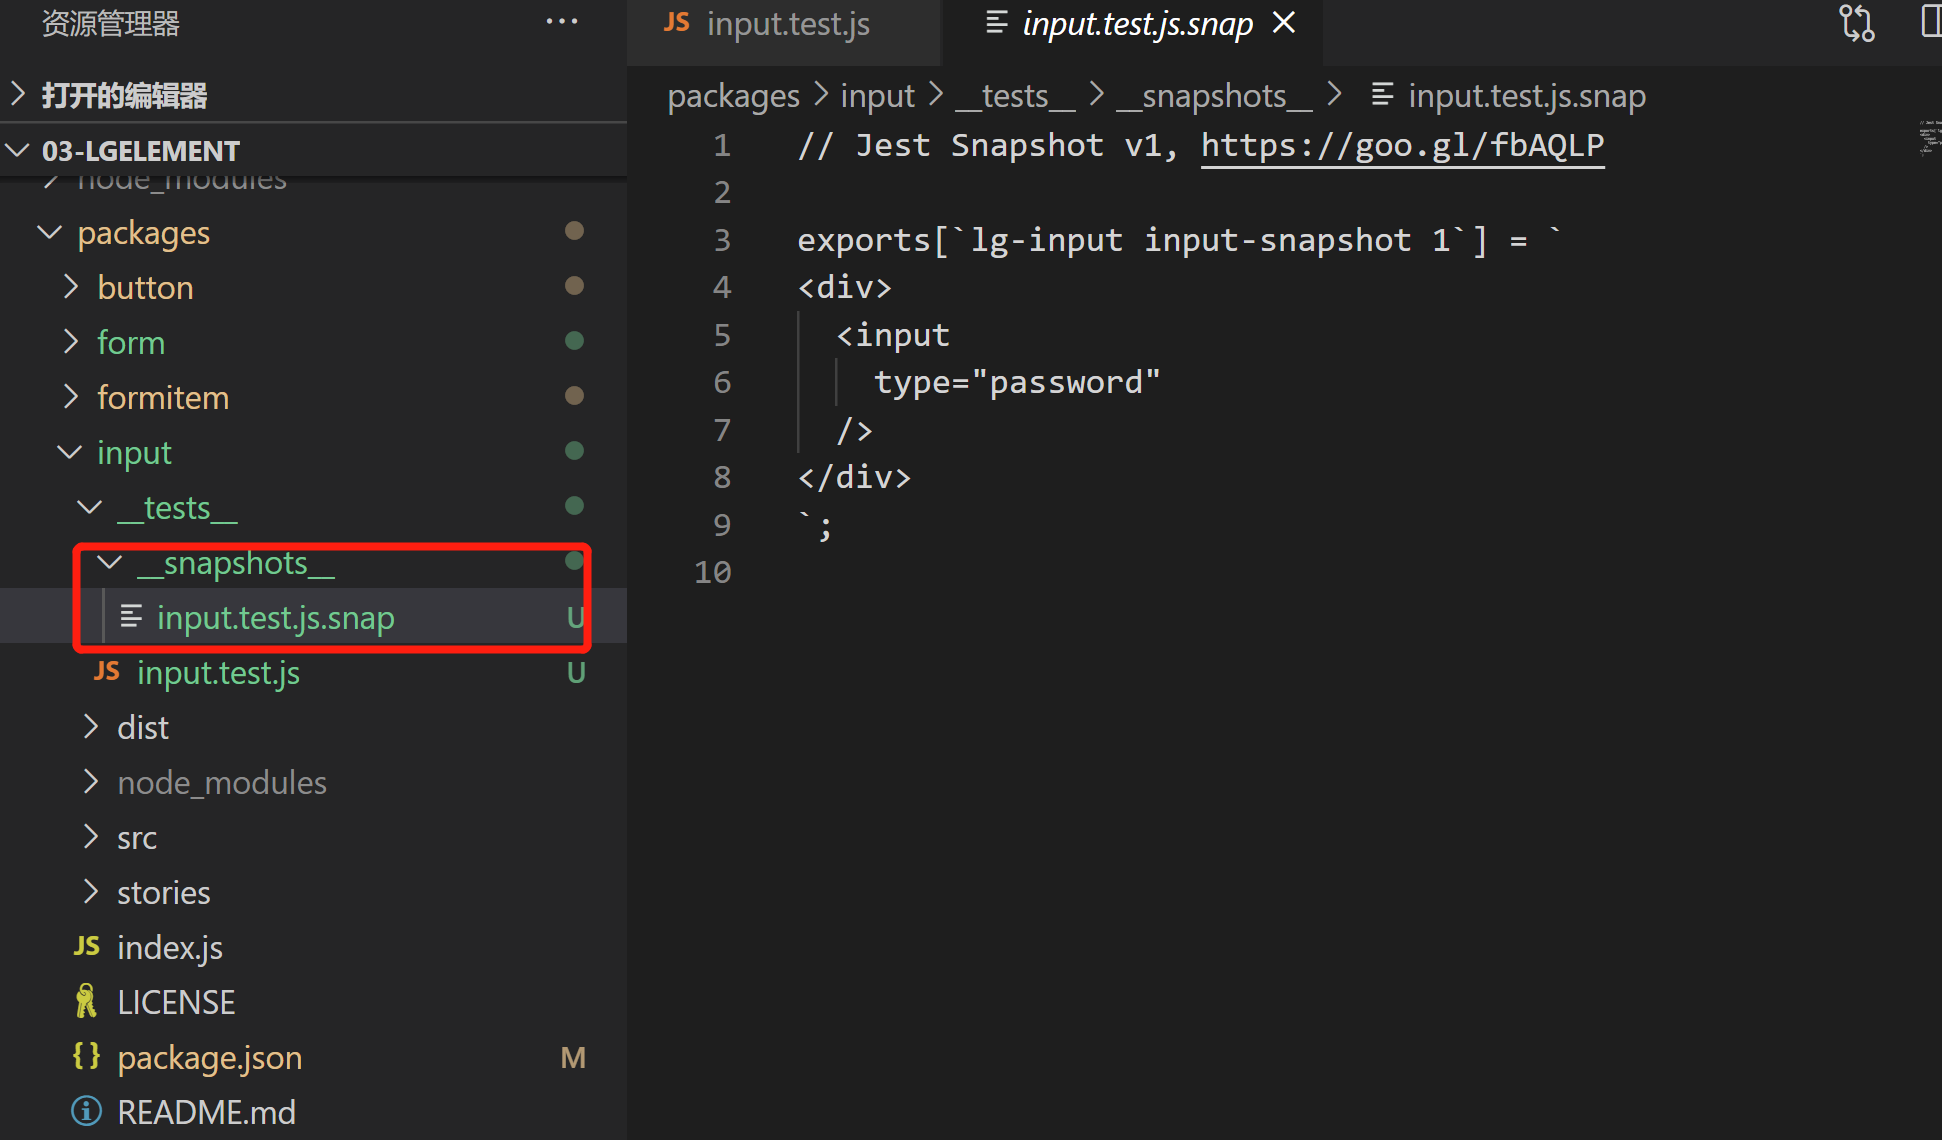 资源管理器
打开的编辑器
03-LGELEMENT
node_modules
packages
button
form
formitem
input
__tests__
__snapshots__
input.test.js.snap U
JS input.test.js U
dist
node_modules
src
stories
JS index.js
LICENSE
{} package.json M
README.md
JS input.test.js
input.test.js.snap
packages > input > __tests__ > __snapshots__ > input.test.js.snap
1 // Jest Snapshot v1, https://goo.gl/fbAQLP
2
3 exports[`lg-input input-snapshot 1`] = `
4 <div>
5   <input
6     type="password"
7   />
8 </div>
9 `;
10